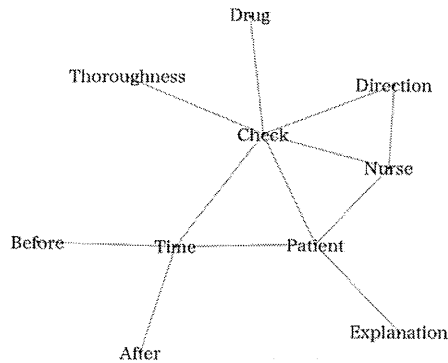 Drug
Thoroughness
Direction
Check
Nurse
Before
Time
Patient
Explanation
After